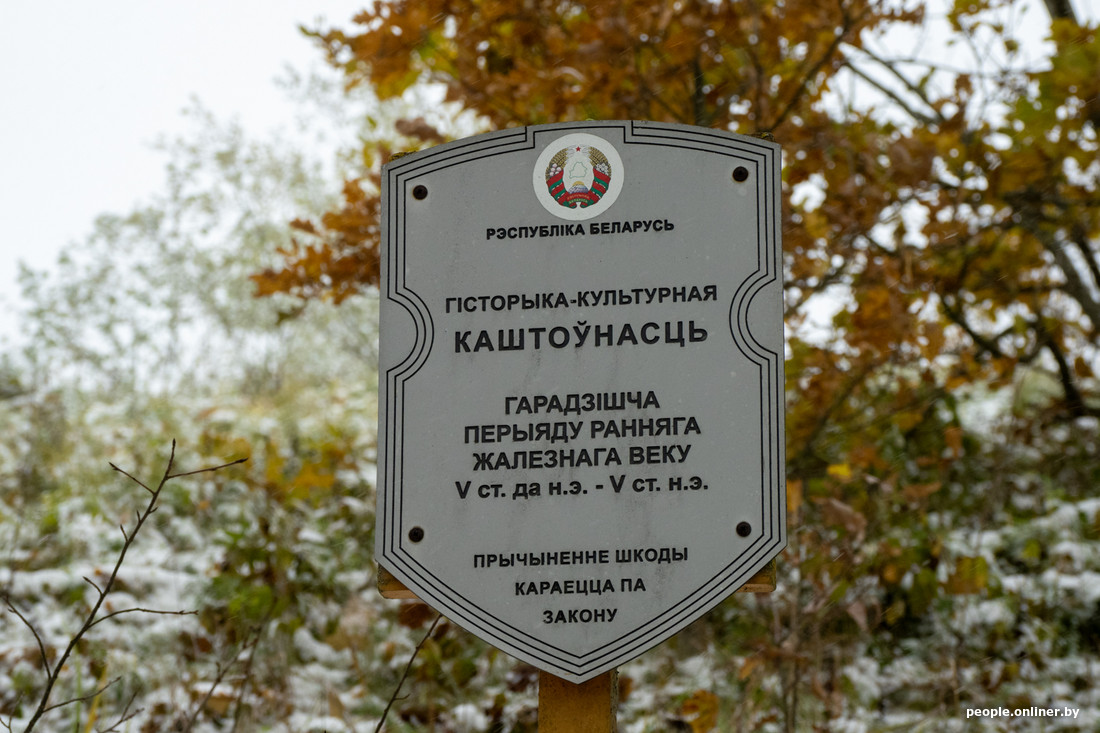 РЭСПУБЛІКА БЕЛАРУСЬ
ГІСТОРЫКА-КУЛЬТУРНАЯ
КАШТОЎНАСЦЬ
ГАРАДЗІШЧА
ПЕРЫЯДУ РАННЯГА
ЖАЛЕЗНАГА ВЕКУ
V ст. да н.э. - V ст. н.э.
ПРЫЧЫНЕННЕ ШКОДЫ
КАРАЕЦЦА ПА
ЗАКОНУ
people.onliner.by